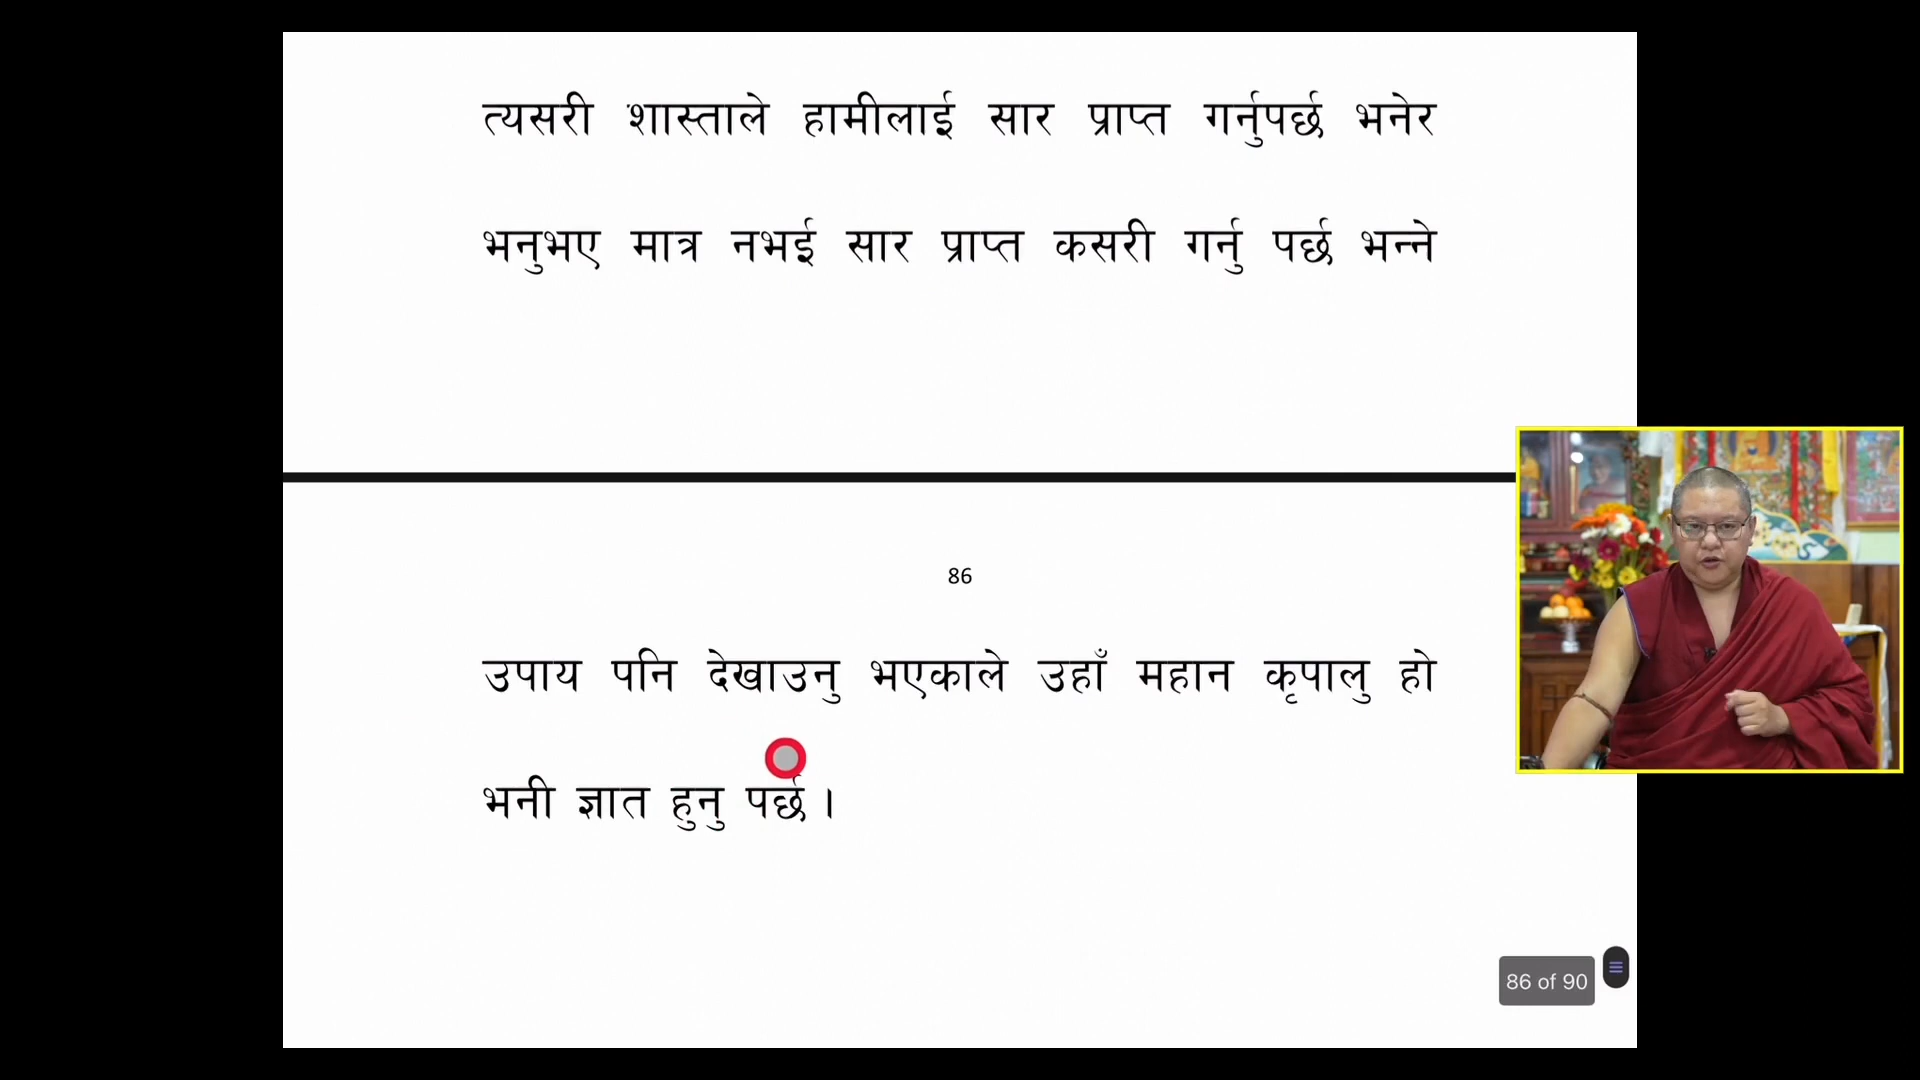 त्यसरी शास्ताले हामीलाई सार प्राप्त गर्नुपर्छ भनेर
भनुभए मात्र नभई सार प्राप्त कसरी गर्नु पर्छ भन्ने
86
उपाय पनि देखाउनु भएकाले उहाँ महान कृपालु हो
भनी ज्ञात हुनु पर्छ ।
86 of 90